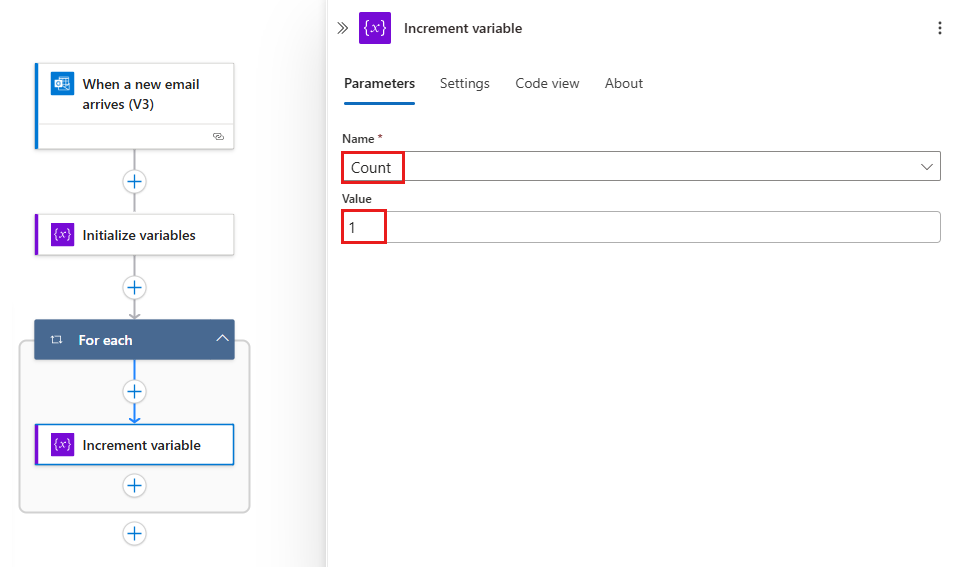 When a new email
arrives (V3)
{x} Initialize variables
For each
{x} Increment variable
{x} Increment variable
Parameters Settings Code view About
Name *
Count
Value
1